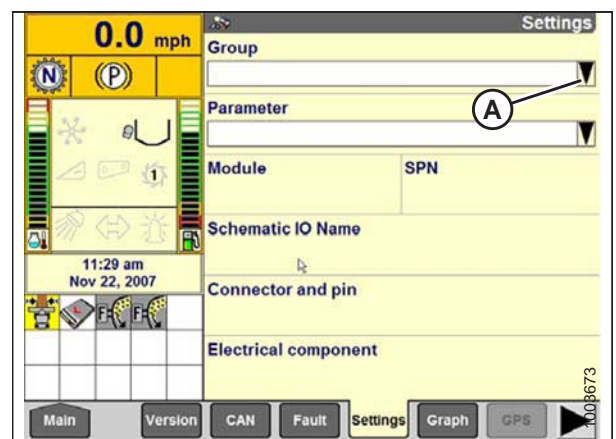 0.0 mph
Settings
Group
N
(P)
A
Parameter
1
Module SPN
Schematic IO Name
11:29 am
Nov 22, 2007
Connector and pin
F F
Electrical component
1003673
Main Version CAN Fault Settings Graph GPS